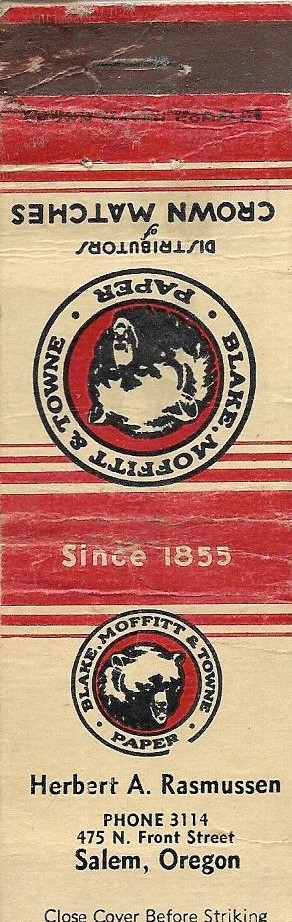 CROWN MATCHES
of
DISTRIBUTORS
BLAKE, MOFFITT & TOWNE
PAPER
Since 1855
BLAKE, MOFFITT & TOWNE
PAPER
Herbert A. Rasmussen
PHONE 3114
475 N. Front Street
Salem, Oregon
Close Cover Before Striking